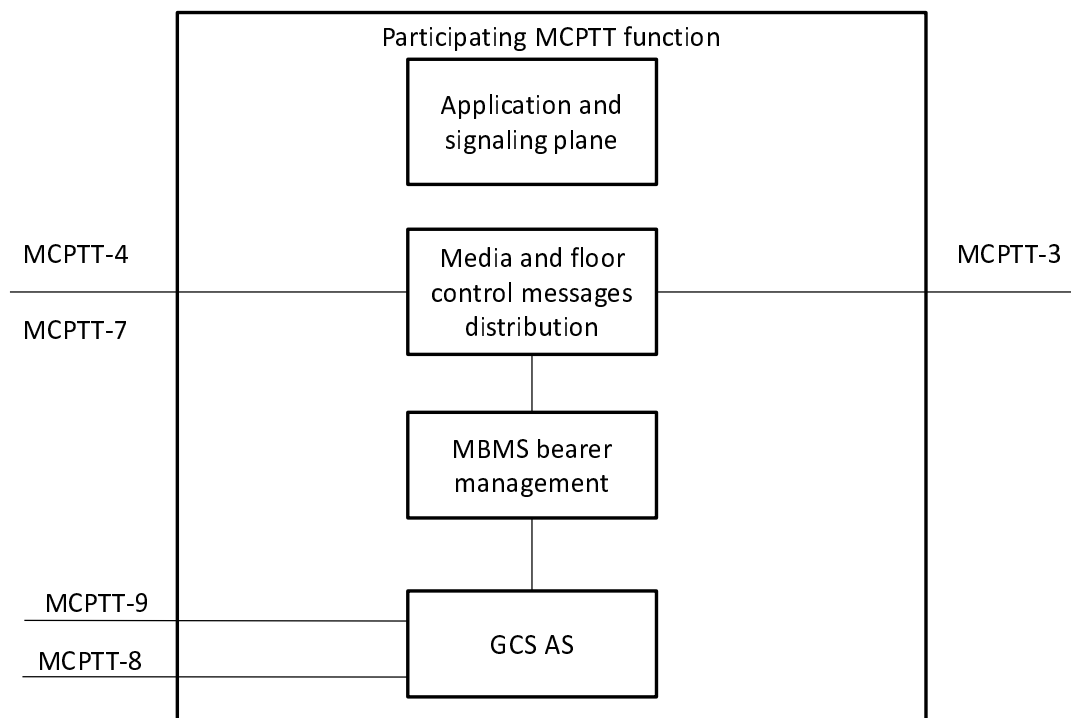 Participating MCPTT function
Application and
signaling plane
MCPTT-4
Media and floor
control messages
distribution
MCPTT-3
MCPTT-7
MBMS bearer
management
MCPTT-9
GCS AS
MCPTT-8